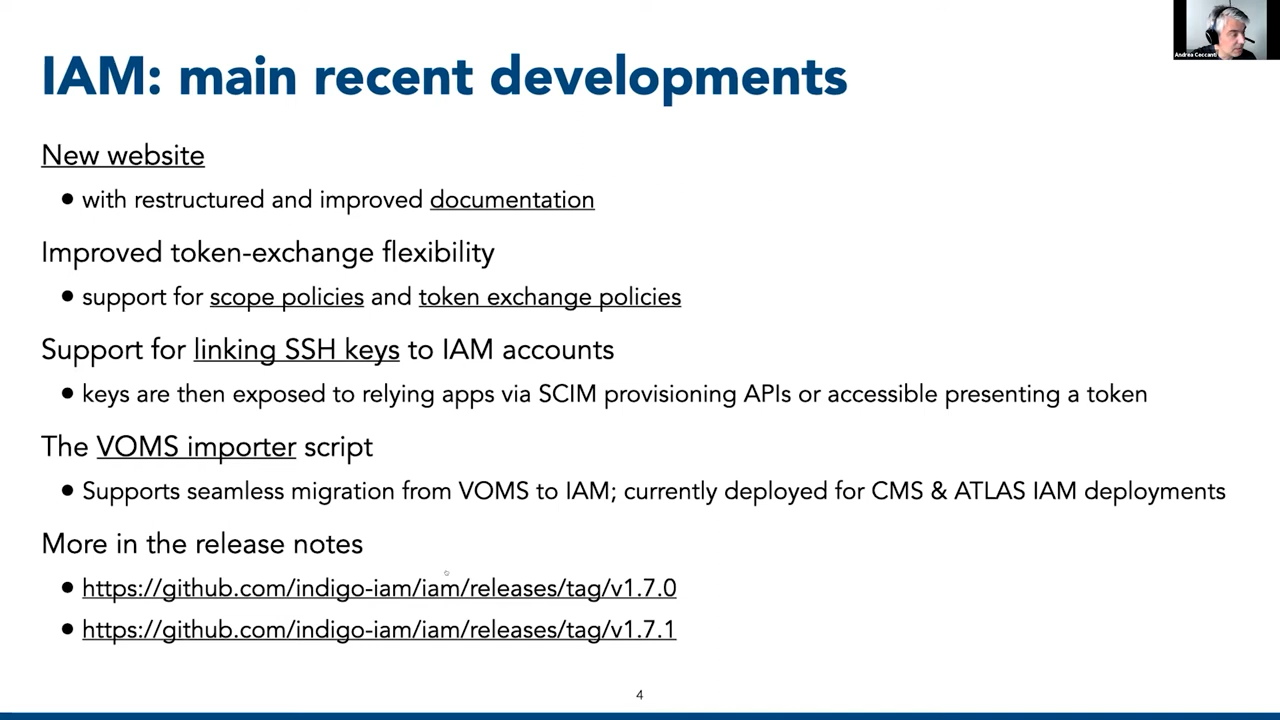 Andrea Ceccanti
IAM: main recent developments
New website
• with restructured and improved documentation
Improved token-exchange flexibility
• support for scope policies and token exchange policies
Support for linking SSH keys to IAM accounts
• keys are then exposed to relying apps via SCIM provisioning APIs or accessible presenting a token
The VOMS importer script
• Supports seamless migration from VOMS to IAM; currently deployed for CMS & ATLAS IAM deployments
More in the release notes
• https://github.com/indigo-iam/iam/releases/tag/v1.7.0
• https://github.com/indigo-iam/iam/releases/tag/v1.7.1
4